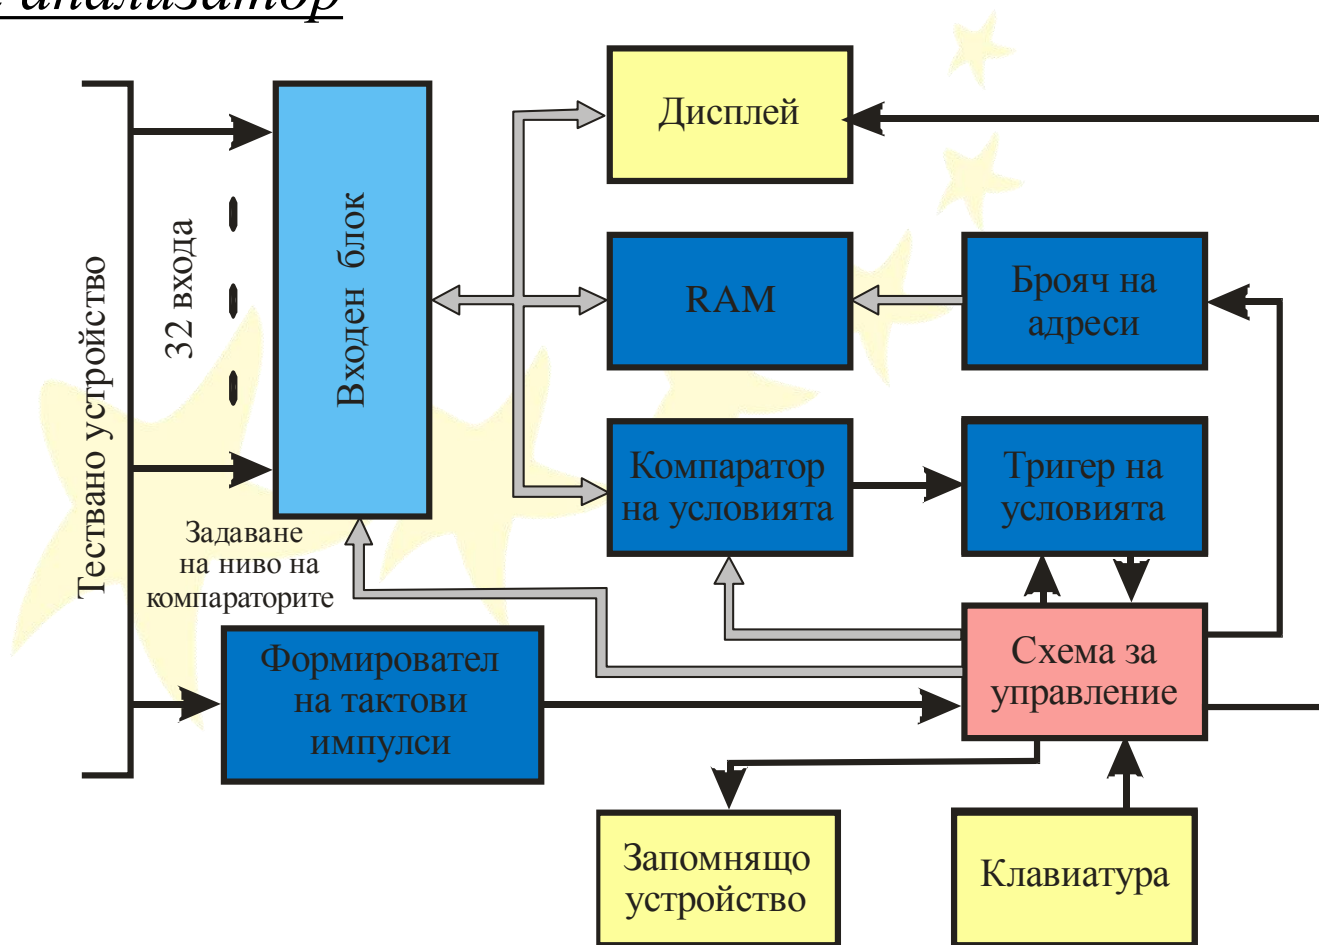 анализатор
Тествано устройство
32 входа
Входен блок
Дисплей
RAM
Брояч на
адреси
Компаратор
на условията
Тригер на
условията
Задаване
на ниво на
компараторите
Формировател
на тактови
импулси
Схема за
управление
Запомнящо
устройство
Клавиатура